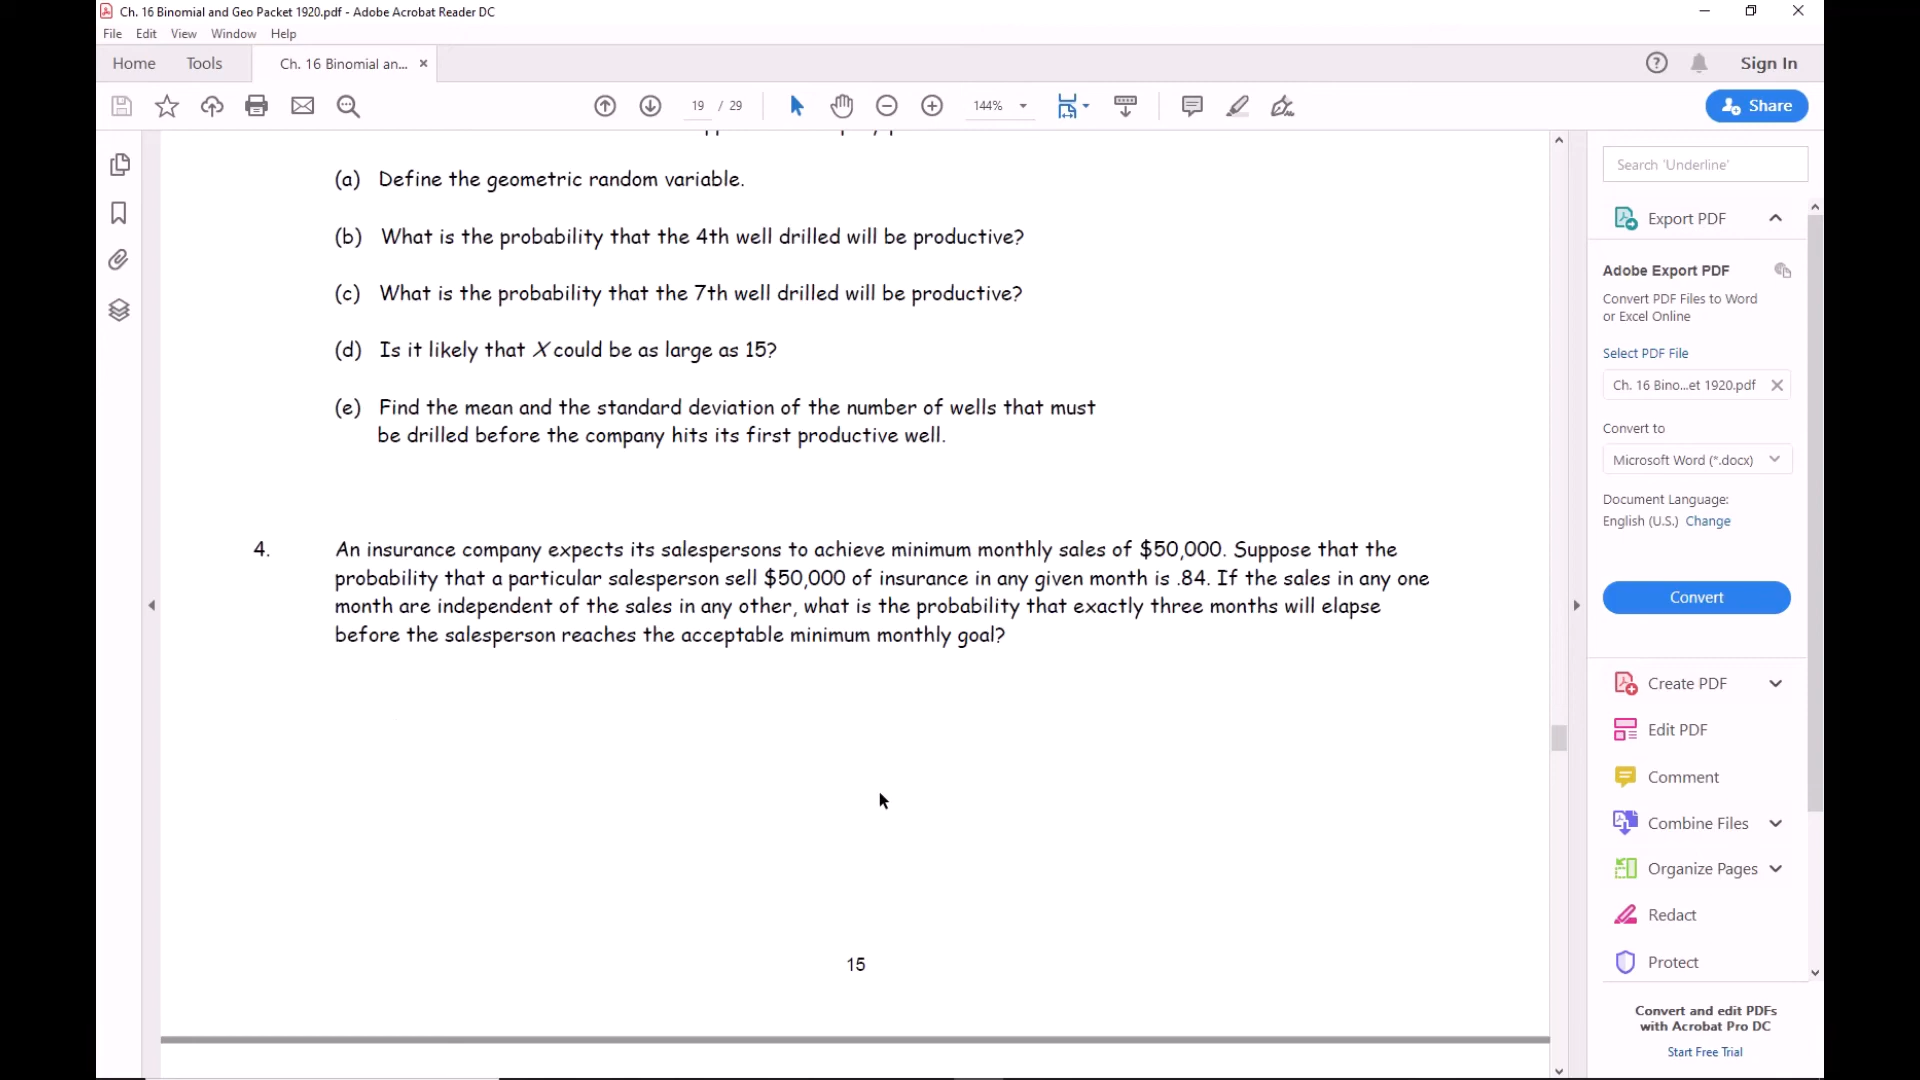 Ch. 16 Binomial and Geo Packet 1920.pdf - Adobe Acrobat Reader DC
File Edit View Window Help
Home Tools Ch. 16 Binomial an... × Sign In
19 / 29 144% Share
(a) Define the geometric random variable.
(b) What is the probability that the 4th well drilled will be productive?
(c) What is the probability that the 7th well drilled will be productive?
(d) Is it likely that X could be as large as 15?
(e) Find the mean and the standard deviation of the number of wells that must
be drilled before the company hits its first productive well.
4. An insurance company expects its salespersons to achieve minimum monthly sales of $50,000. Suppose that the
probability that a particular salesperson sell $50,000 of insurance in any given month is .84. If the sales in any one
month are independent of the sales in any other, what is the probability that exactly three months will elapse
before the salesperson reaches the acceptable minimum monthly goal?
15
Search 'Underline'
Export PDF
Adobe Export PDF
Convert PDF Files to Word
or Excel Online
Select PDF File
Ch. 16 Bino...et 1920.pdf
Convert to
Microsoft Word (*.docx)
Document Language:
English (U.S.) Change
Convert
Create PDF
Edit PDF
Comment
Combine Files
Organize Pages
Redact
Protect
Convert and edit PDFs
with Acrobat Pro DC
Start Free Trial